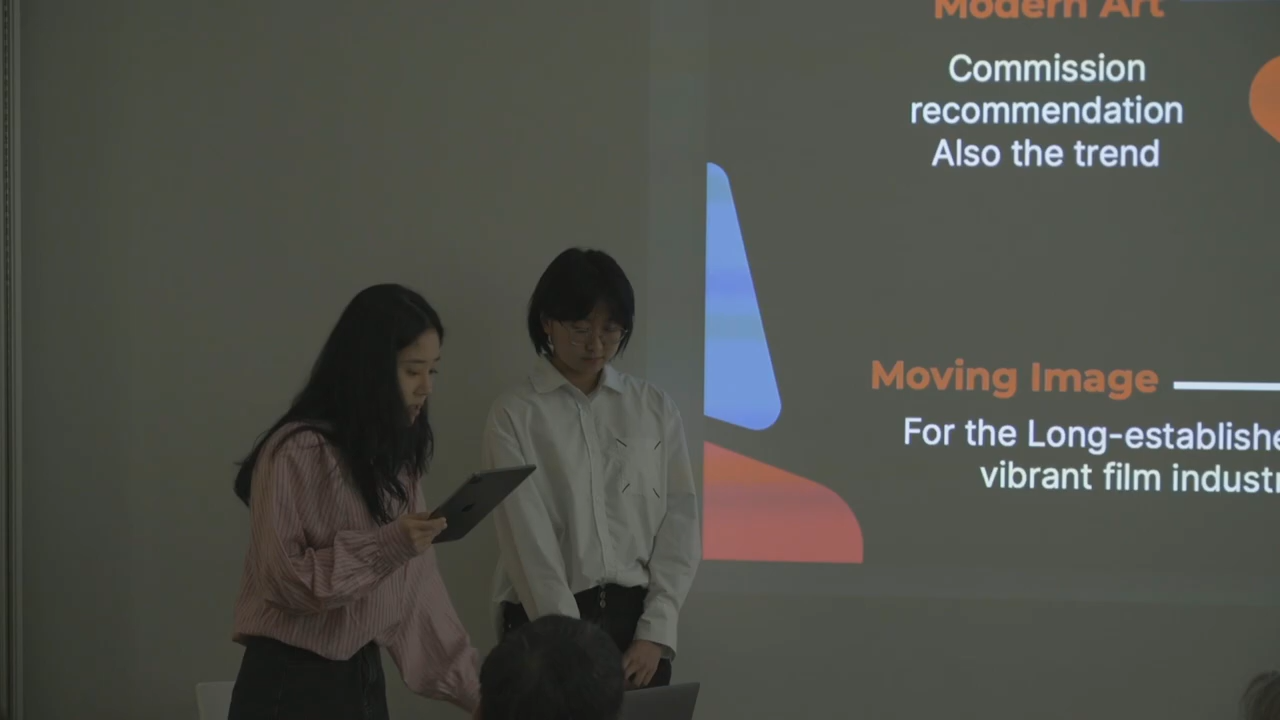 Modern Art
Commission
recommendation
Also the trend
Moving Image
For the Long-establishe
vibrant film industr